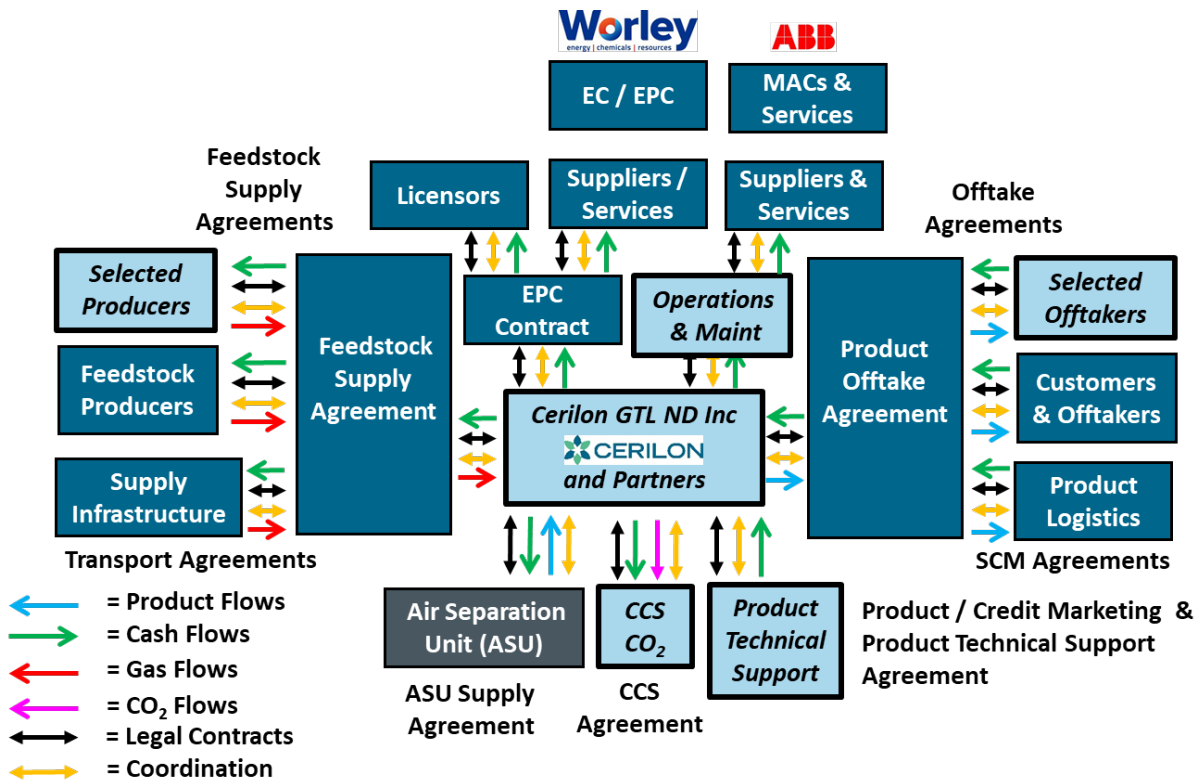 Worley
energy | chemicals | resources
ABB
EC / EPC
MACs &
Services
Feedstock
Supply
Agreements
Licensors
Suppliers /
Services
Suppliers &
Services
Offtake
Agreements
Selected
Producers
EPC
Contract
Operations
& Maint
Selected
Offtakers
Feedstock
Supply
Agreement
Product
Offtake
Agreement
Feedstock
Producers
Customers
& Offtakers
Cerilon GTL ND Inc
CERILON
and Partners
Supply
Infrastructure
Product
Logistics
Transport Agreements
SCM Agreements
= Product Flows
= Cash Flows
= Gas Flows
= CO₂ Flows
= Legal Contracts
= Coordination
Air Separation
Unit (ASU)
CCS
CO₂
Product
Technical
Support
ASU Supply
Agreement
CCS
Agreement
Product / Credit Marketing &
Product Technical Support
Agreement